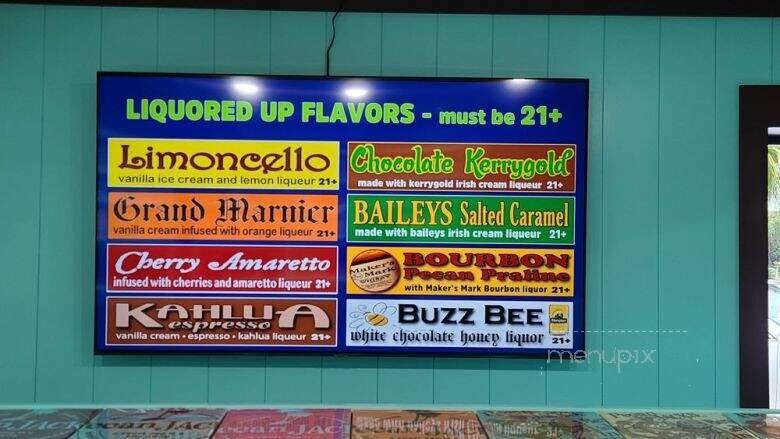 LIQUORED UP FLAVORS - must be 21+
Limoncello
vanilla ice cream and lemon liqueur 21+
Grand Marnier
vanilla cream infused with orange liqueur 21+
Cherry Amaretto
infused with cherries and amaretto liqueur 21+
KAHLUA
espresso
vanilla cream • espresso • kahlua liqueur 21+
Chocolate Kerrygold
made with kerrygold irish cream liqueur 21+
BAILEYS Salted Caramel
made with baileys irish cream liqueur 21+
Maker's
Mark
BOURBON
Pecan Praline
with Maker's Mark Bourbon liquor 21+
BUZZ BEE
white chocolate honey liquor 21+
menupix